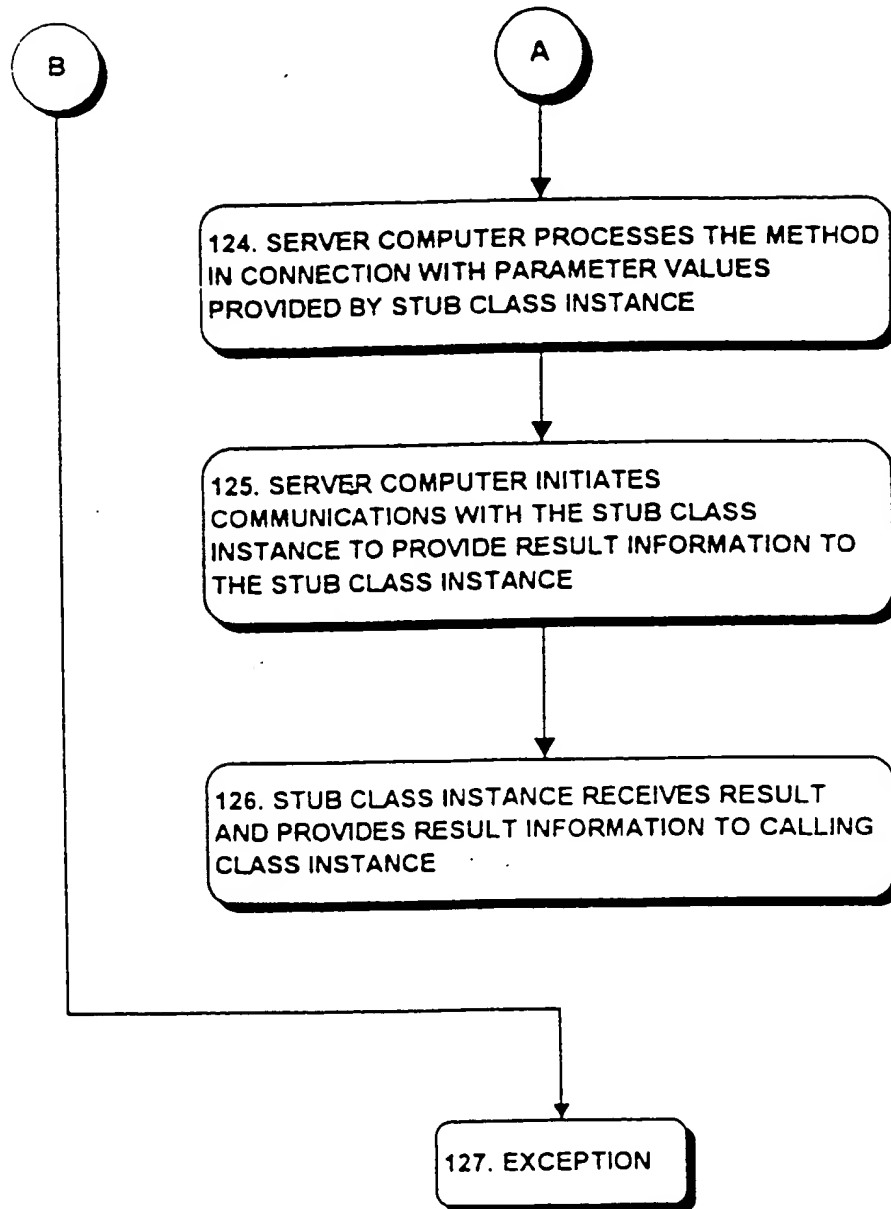 B
A
124. SERVER COMPUTER PROCESSES THE METHOD
IN CONNECTION WITH PARAMETER VALUES
PROVIDED BY STUB CLASS INSTANCE
125. SERVER COMPUTER INITIATES
COMMUNICATIONS WITH THE STUB CLASS
INSTANCE TO PROVIDE RESULT INFORMATION TO
THE STUB CLASS INSTANCE
126. STUB CLASS INSTANCE RECEIVES RESULT
AND PROVIDES RESULT INFORMATION TO CALLING
CLASS INSTANCE
127. EXCEPTION